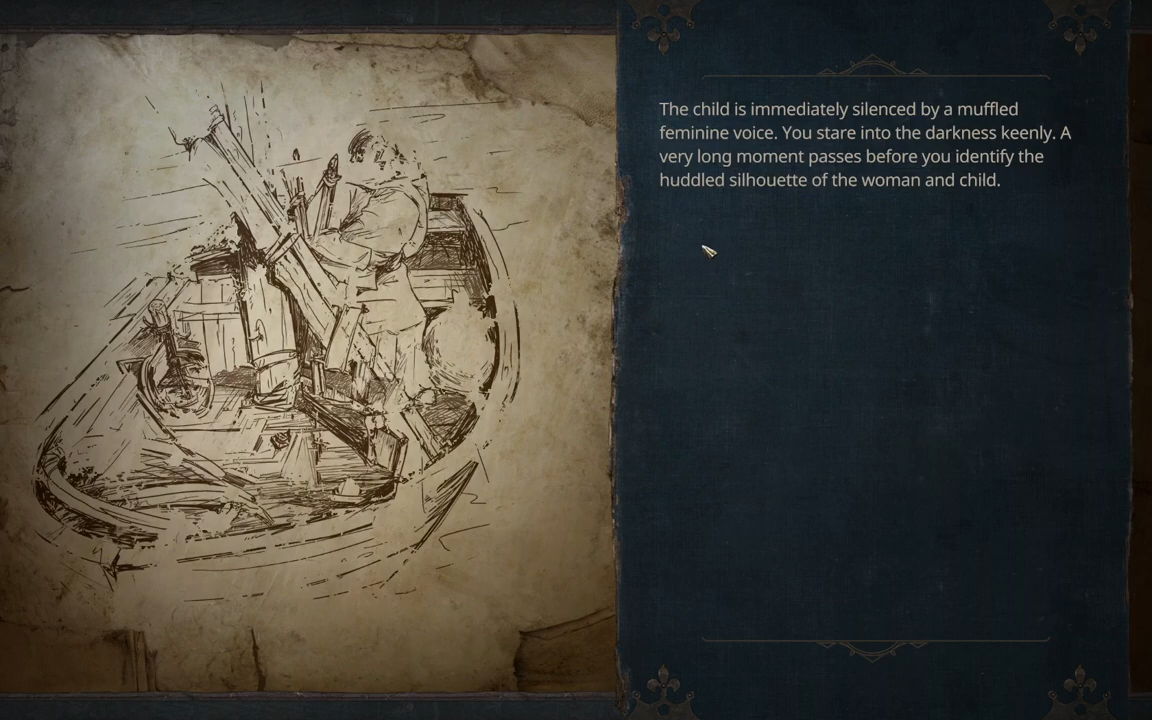 The child is immediately silenced by a muffled
feminine voice. You stare into the darkness keenly. A
very long moment passes before you identify the
huddled silhouette of the woman and child.